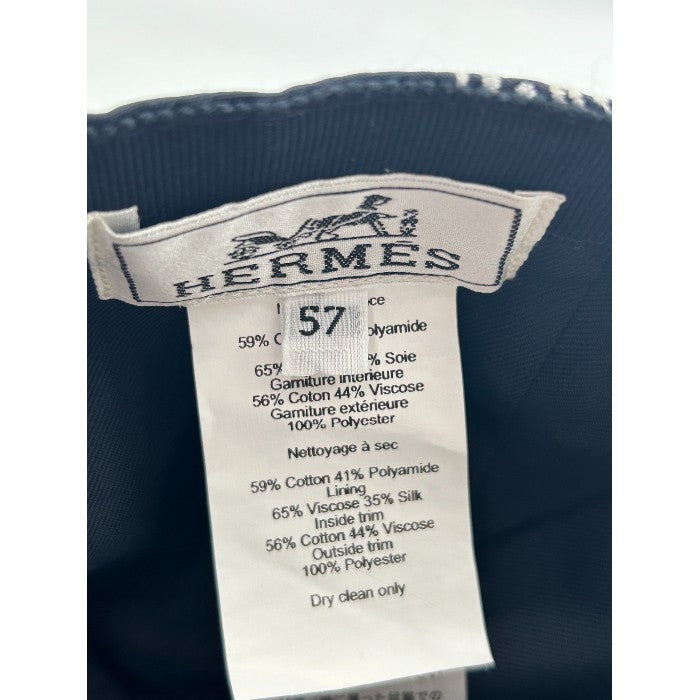 HERMÈS
57
ce
59% C olyamide
65% % Soie
Garniture intérieure
56% Coton 44% Viscose
Garniture extérieure
100% Polyester
Nettoyage à sec
59% Cotton 41% Polyamide
Lining
65% Viscose 35% Silk
Inside trim
56% Cotton 44% Viscose
Outside trim
100% Polyester
Dry clean only